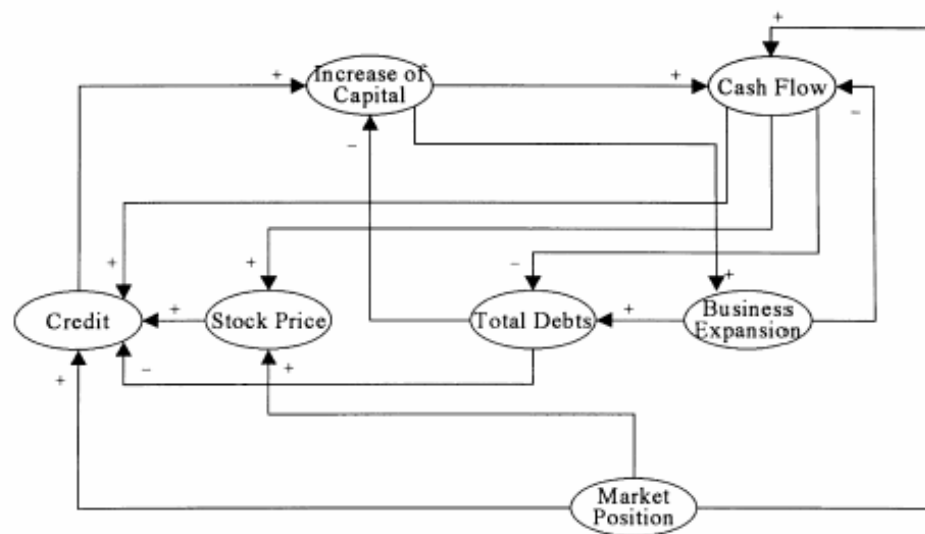 +
+
Increase of
Capital
+
Cash Flow
−
−
+
+
−
+
Credit
+
Stock Price
Total Debts
+
Business
Expansion
+
−
+
Market
Position